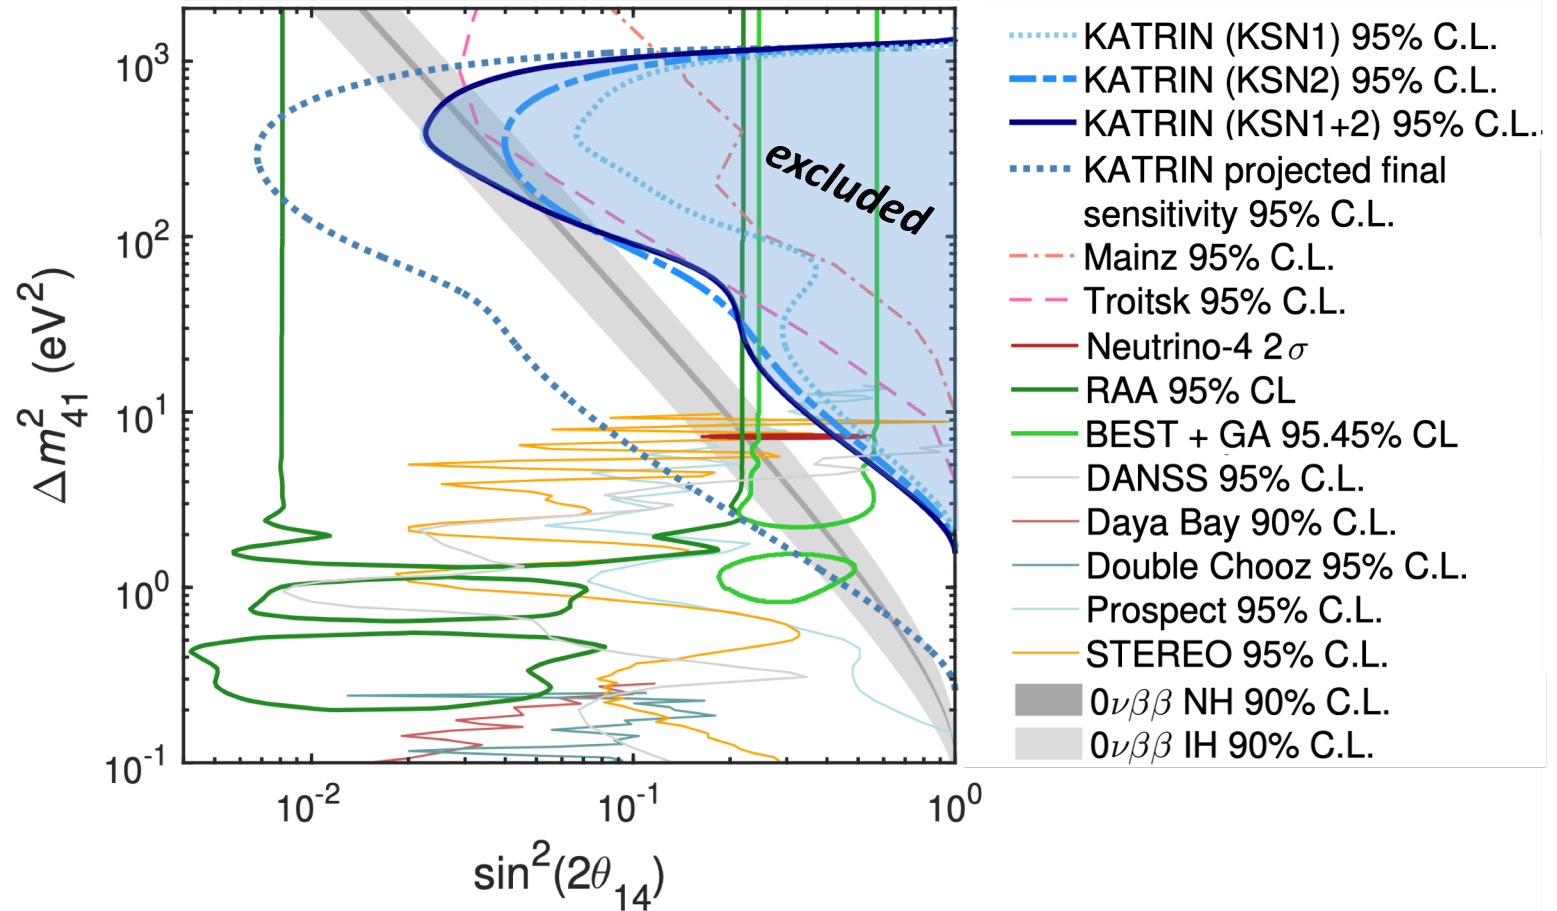 10³
10²
10¹
10⁰
10⁻¹
Δm²₄₁ (eV²)
10⁻² 10⁻¹ 10⁰
sin²(2θ₁₄)
excluded
KATRIN (KSN1) 95% C.L.
KATRIN (KSN2) 95% C.L.
KATRIN (KSN1+2) 95% C.L.
KATRIN projected final
sensitivity 95% C.L.
Mainz 95% C.L.
Troitsk 95% C.L.
Neutrino-4 2σ
RAA 95% CL
BEST + GA 95.45% CL
DANSS 95% C.L.
Daya Bay 90% C.L.
Double Chooz 95% C.L.
Prospect 95% C.L.
STEREO 95% C.L.
0νββ NH 90% C.L.
0νββ IH 90% C.L.